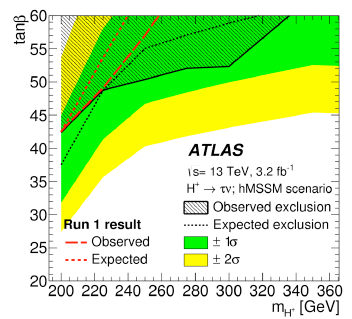 tanβ
60
55
50
45
40
35
30
25
20
ATLAS
√s= 13 TeV, 3.2 fb⁻¹
H⁺ → τν; hMSSM scenario
Observed exclusion
Expected exclusion
± 1σ
± 2σ
Run 1 result
Observed
Expected
200 220 240 260 280 300 320 340 360
m_H⁺ [GeV]